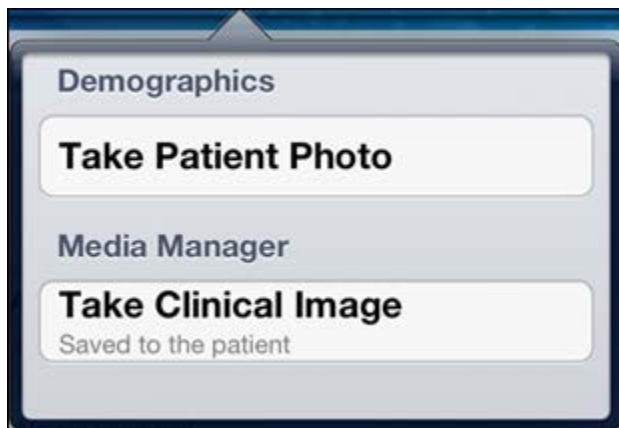 Demographics
Take Patient Photo
Media Manager
Take Clinical Image
Saved to the patient